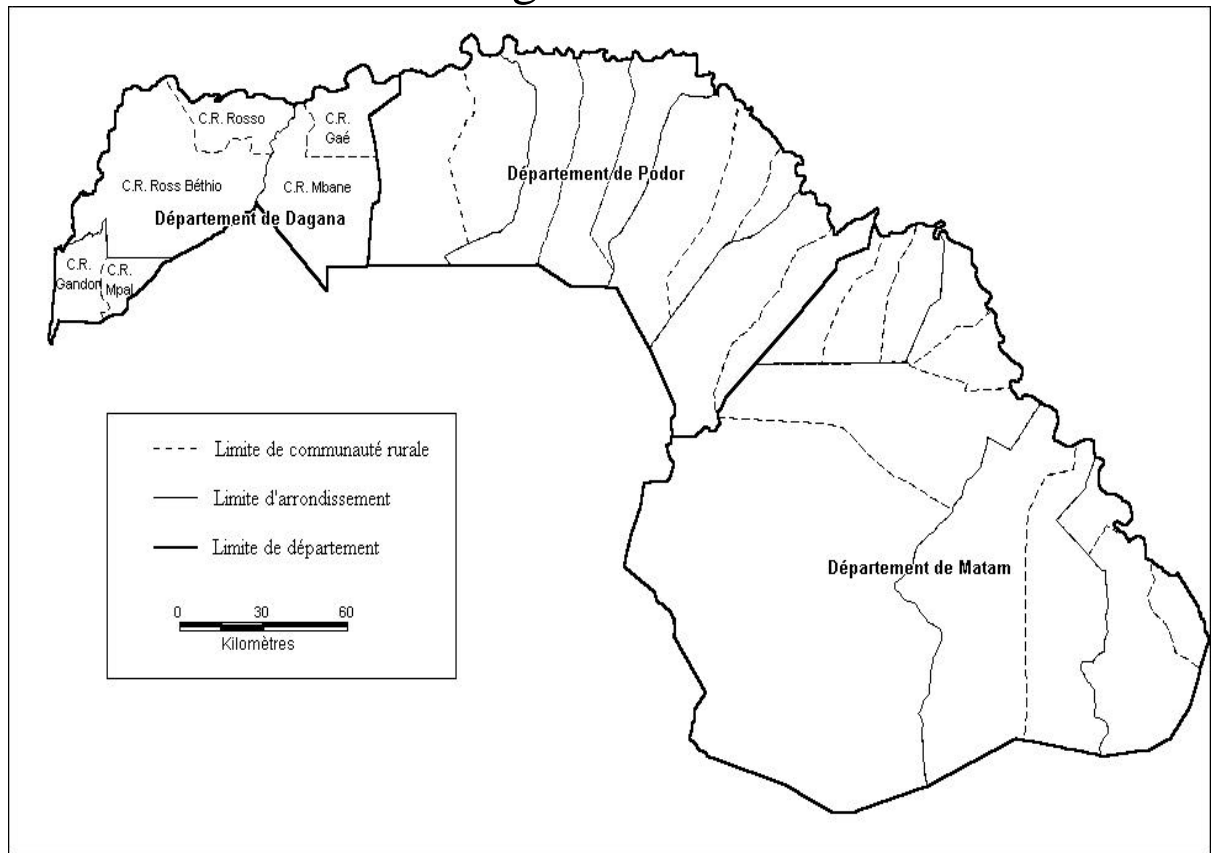 C.R. Rosso
C.R.
Gaé
Département de Podor
C.R. Ross Béthio
C.R. Mbane
Département de Dagana
C.R.
Gandon
C.R.
Mpal
Limite de communauté rurale
Limite d'arrondissement
Limite de département
0 30 60
Kilomètres
Département de Matam